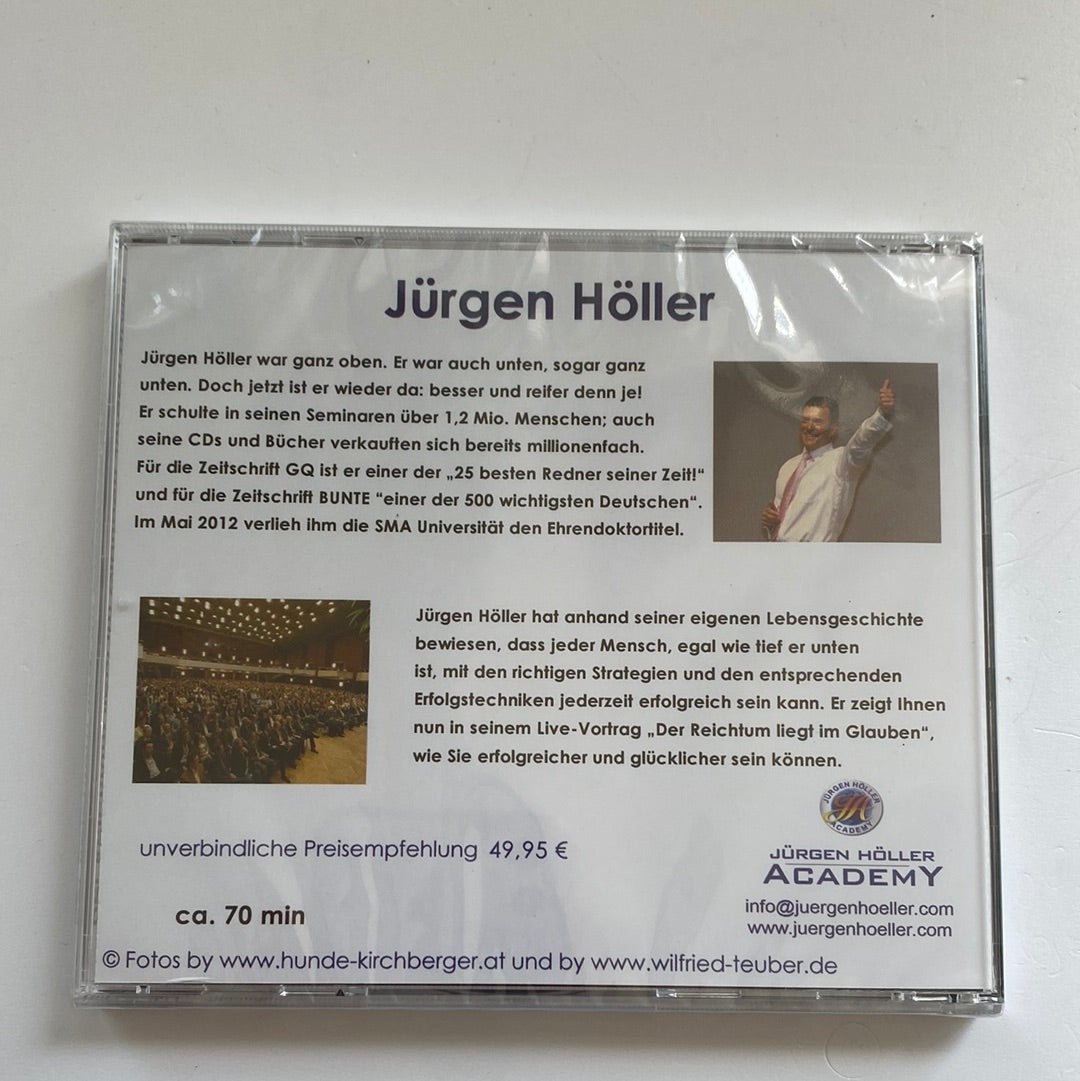 Jürgen Höller
Jürgen Höller war ganz oben. Er war auch unten, sogar ganz
unten. Doch jetzt ist er wieder da: besser und reifer denn je!
Er schulte in seinen Seminaren über 1,2 Mio. Menschen; auch
seine CDs und Bücher verkauften sich bereits millionenfach.
Für die Zeitschrift GQ ist er einer der „25 besten Redner seiner Zeit!“
und für die Zeitschrift BUNTE “einer der 500 wichtigsten Deutschen“.
Im Mai 2012 verlieh ihm die SMA Universität den Ehrendoktortitel.
Jürgen Höller hat anhand seiner eigenen Lebensgeschichte
bewiesen, dass jeder Mensch, egal wie tief er unten
ist, mit den richtigen Strategien und den entsprechenden
Erfolgstechniken jederzeit erfolgreich sein kann. Er zeigt Ihnen
nun in seinem Live-Vortrag „Der Reichtum liegt im Glauben“,
wie Sie erfolgreicher und glücklicher sein können.
JÜRGEN HÖLLER
ACADEMY
unverbindliche Preisempfehlung 49,95 €
JÜRGEN HÖLLER
ACADEMY
info@juergenhoeller.com
www.juergenhoeller.com
ca. 70 min
© Fotos by www.hunde-kirchberger.at und by www.wilfried-teuber.de